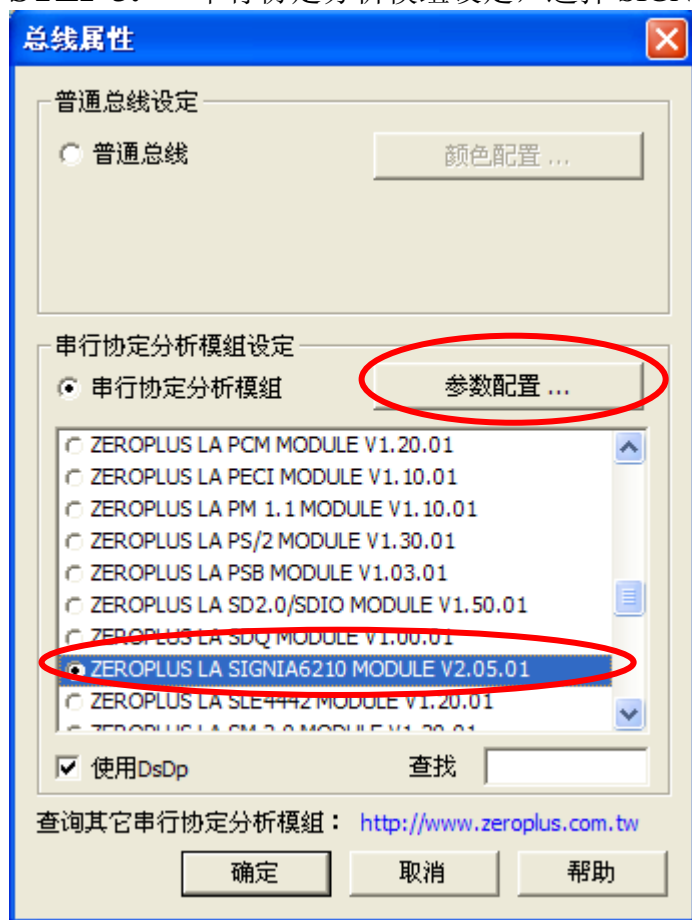 总线属性
普通总线设定
普通总线 颜色配置 ...
串行协定分析模组设定
串行协定分析模组 参数配置 ...
ZEROPLUS LA PCM MODULE V1.20.01
ZEROPLUS LA PECI MODULE V1.10.01
ZEROPLUS LA PM 1.1 MODULE V1.10.01
ZEROPLUS LA PS/2 MODULE V1.30.01
ZEROPLUS LA PSB MODULE V1.03.01
ZEROPLUS LA SD2.0/SDIO MODULE V1.50.01
ZEROPLUS LA SDQ MODULE V1.00.01
ZEROPLUS LA SIGNIA6210 MODULE V2.05.01
ZEROPLUS LA SLE4442 MODULE V1.20.01
使用DsDp 查找
查询其它串行协定分析模组： http://www.zeroplus.com.tw
确定 取消 帮助